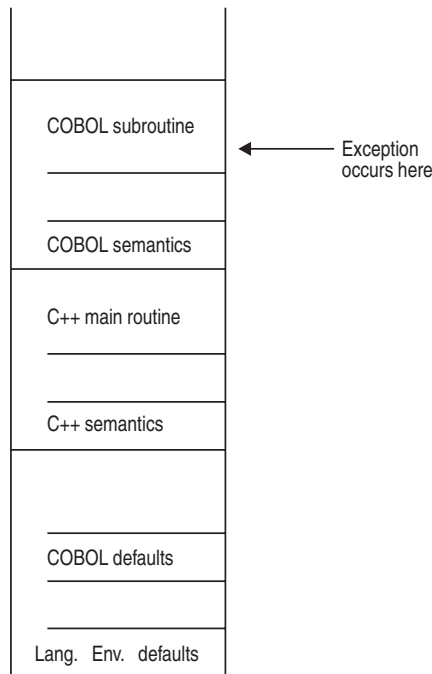 COBOL subroutine
Exception
occurs here
COBOL semantics
C++ main routine
C++ semantics
COBOL defaults
Lang. Env. defaults